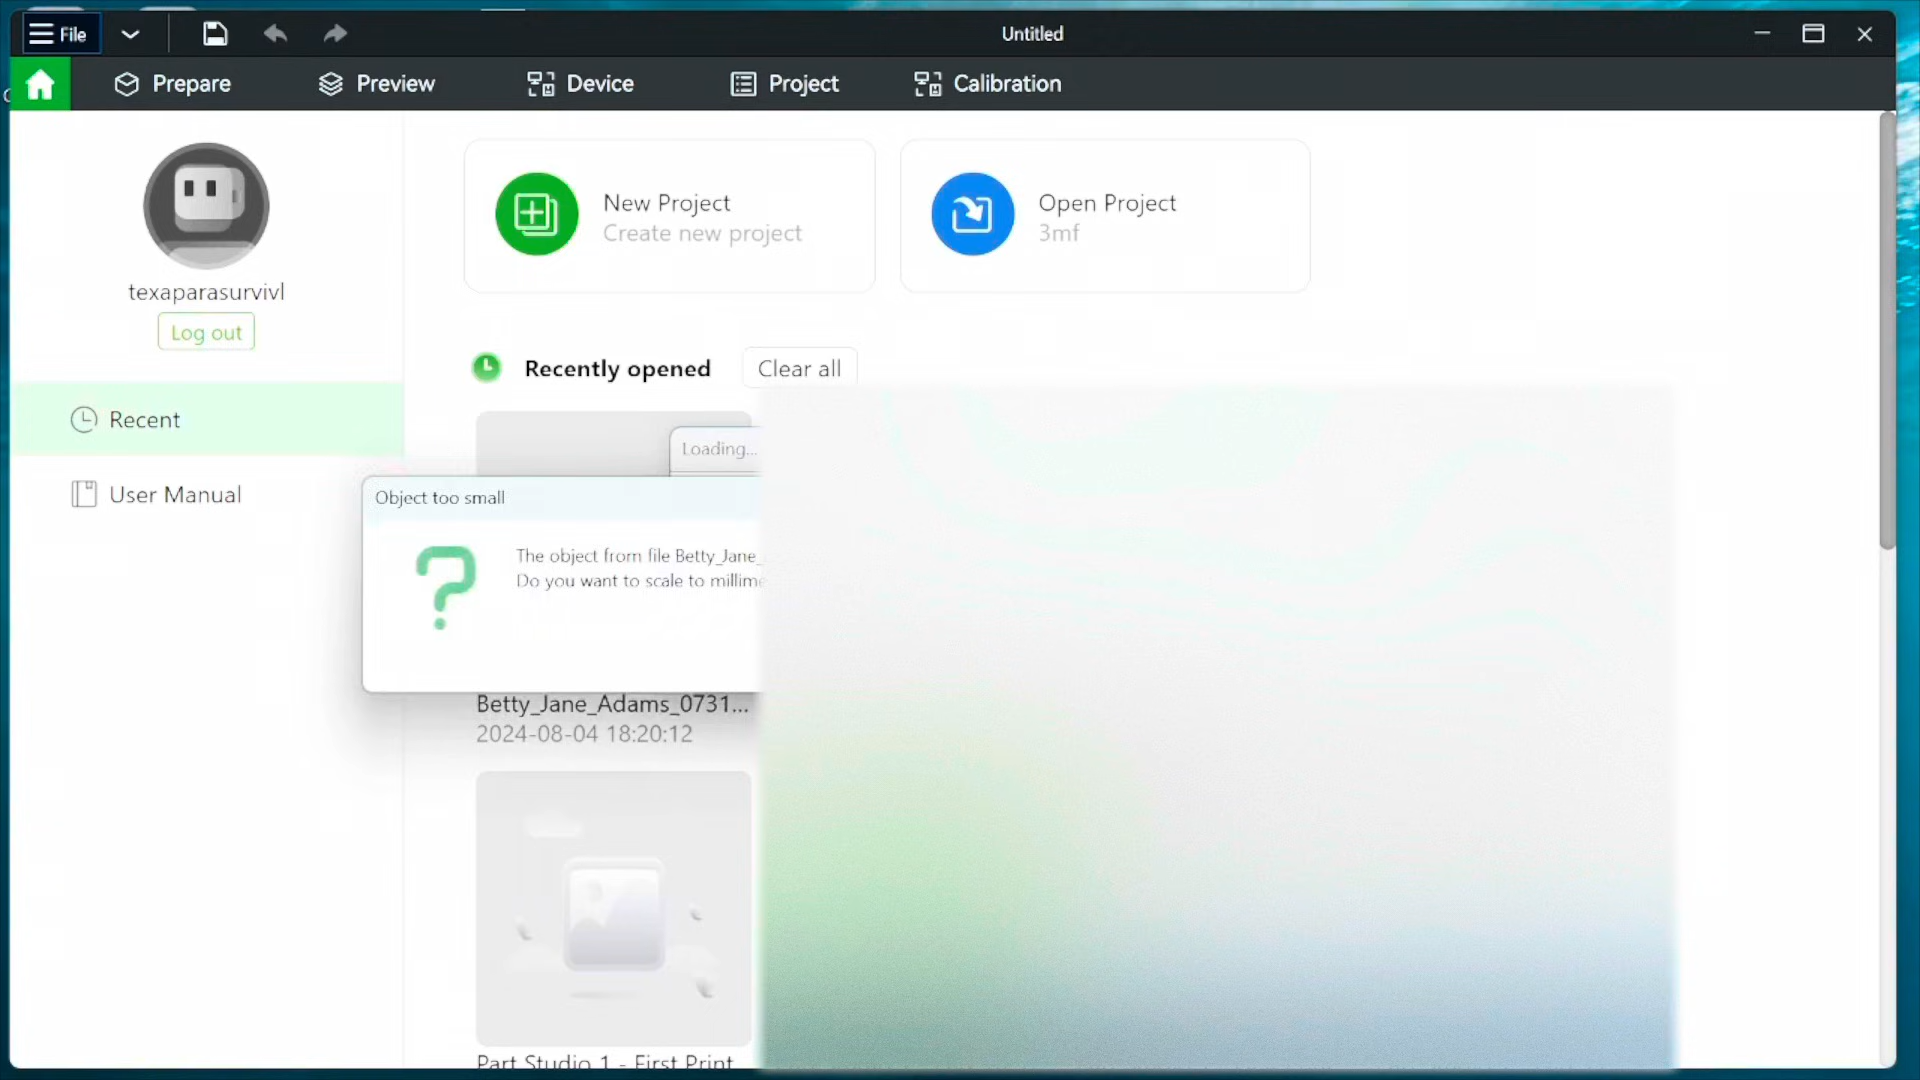 File
Untitled
Prepare
Preview
Device
Project
Calibration
texaparasurvivl
Log out
Recent
User Manual
New Project
Create new project
Open Project
3mf
Recently opened
Clear all
Loading...
Object too small
The object from file Betty_Jane_
Do you want to scale to
Betty_Jane_Adams_0731...
2024-08-04 18:20:12
Part Studio 1 - First Print